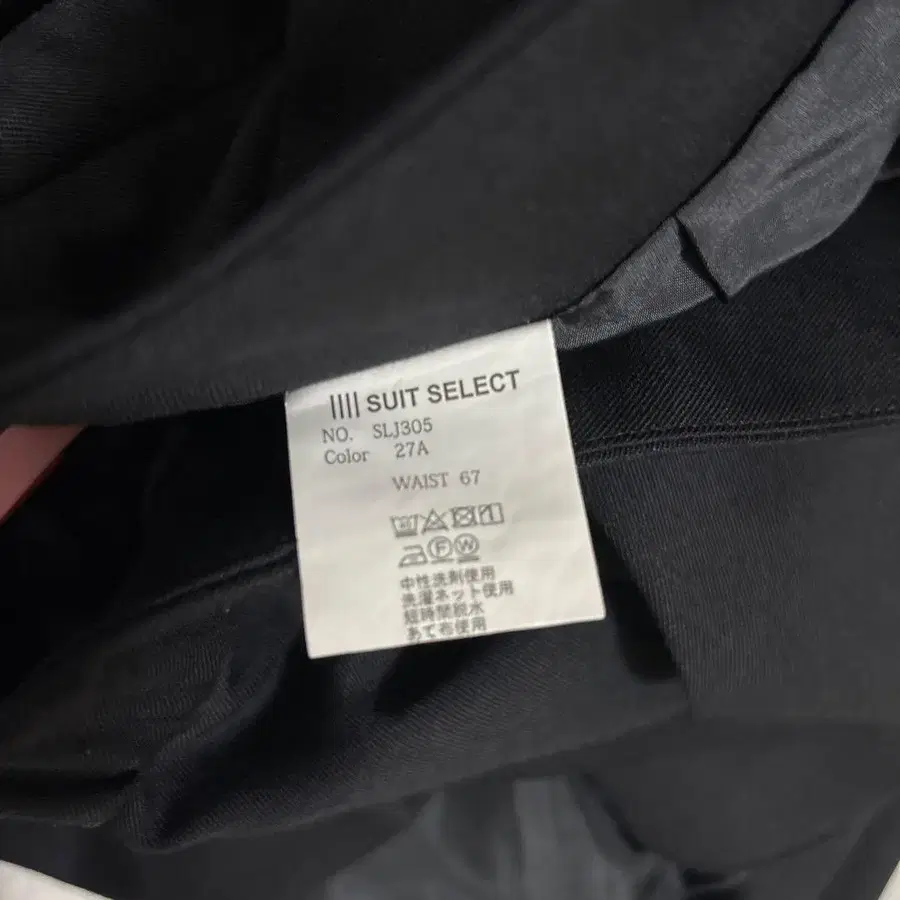 SUIT SELECT
NO. SLJ305
Color 27A
WAIST 67
F W
中性洗剤使用
洗濯ネット使用
短時間脱水
あて布使用